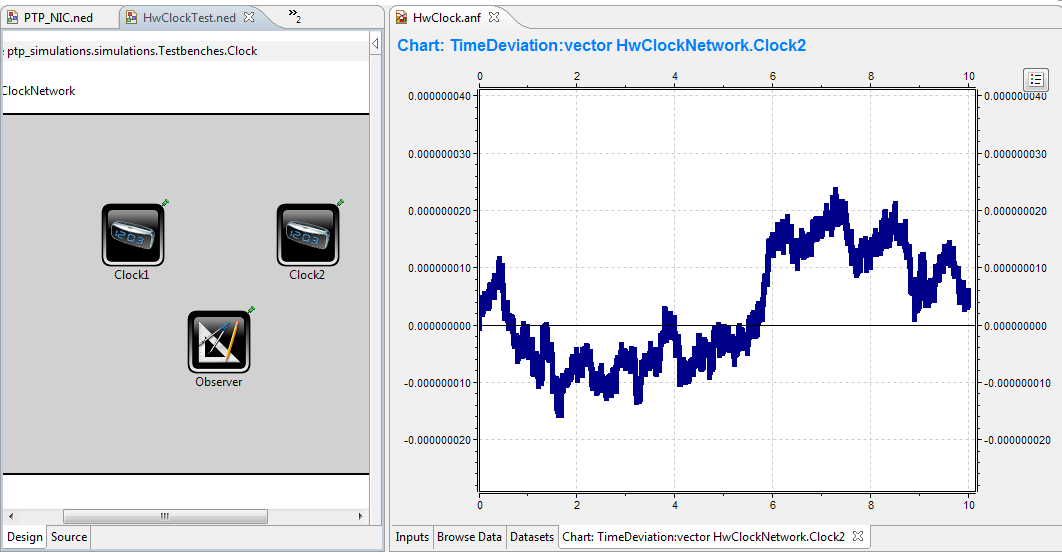 PTP_NIC.ned
HwClockTest.ned
»2
ptp_simulations.simulations.Testbenches.Clock
ClockNetwork
Clock1
Clock2
Observer
Design
Source
HwClock.anf
Chart: TimeDeviation:vector HwClockNetwork.Clock2
0 2 4 6 8 10
0.000000040 0.000000040
0.000000030 0.000000030
0.000000020 0.000000020
0.000000010 0.000000010
0.000000000 0.000000000
-0.000000010 -0.000000010
-0.000000020 -0.000000020
0 2 4 6 8 10
Inputs
Browse Data
Datasets
Chart: TimeDeviation:vector HwClockNetwork.Clock2